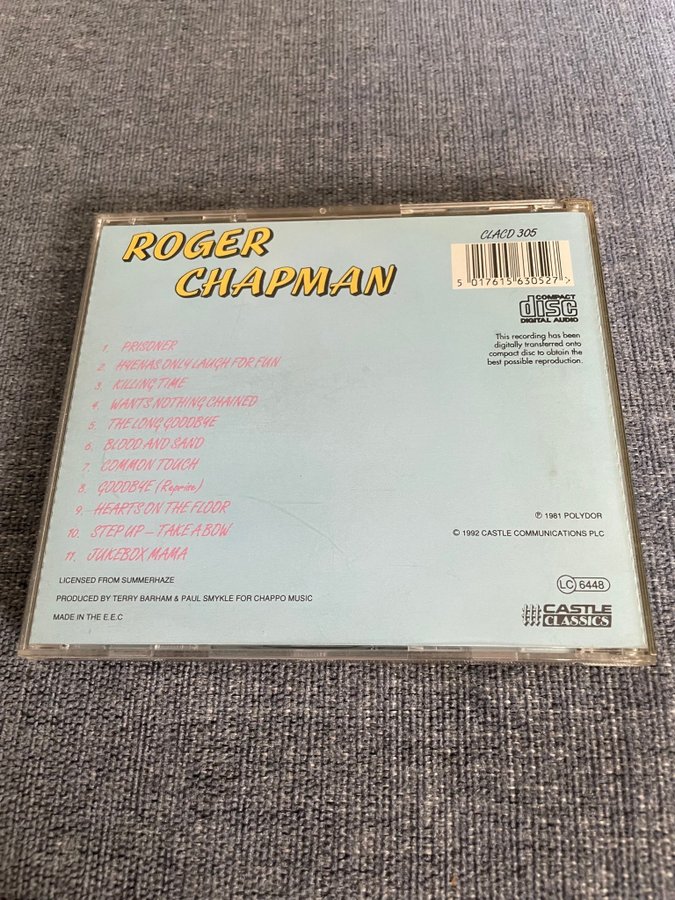 ROGER
CHAPMAN
CLACD 305
5 017615 630527 >
COMPACT
disc
DIGITAL AUDIO
This recording has been
digitally transferred onto
compact disc to obtain the
best possible reproduction.
1. PRISONER
2. HYENAS ONLY LAUGH FOR FUN
3. KILLING TIME
4. WANTS NOTHING CHAINED
5. THE LONG GOODBYE
6. BLOOD AND SAND
7. COMMON TOUCH
8. GOODBYE (Reprise)
9. HEARTS ON THE FLOOR
10. STEP UP – TAKE A BOW
11. JUKEBOX MAMA
℗ 1981 POLYDOR
© 1992 CASTLE COMMUNICATIONS PLC
LICENSED FROM SUMMERHAZE
PRODUCED BY TERRY BARHAM & PAUL SMYKLE FOR CHAPPO MUSIC
MADE IN THE E.E.C
LC 6448
CASTLE
CLASSICS